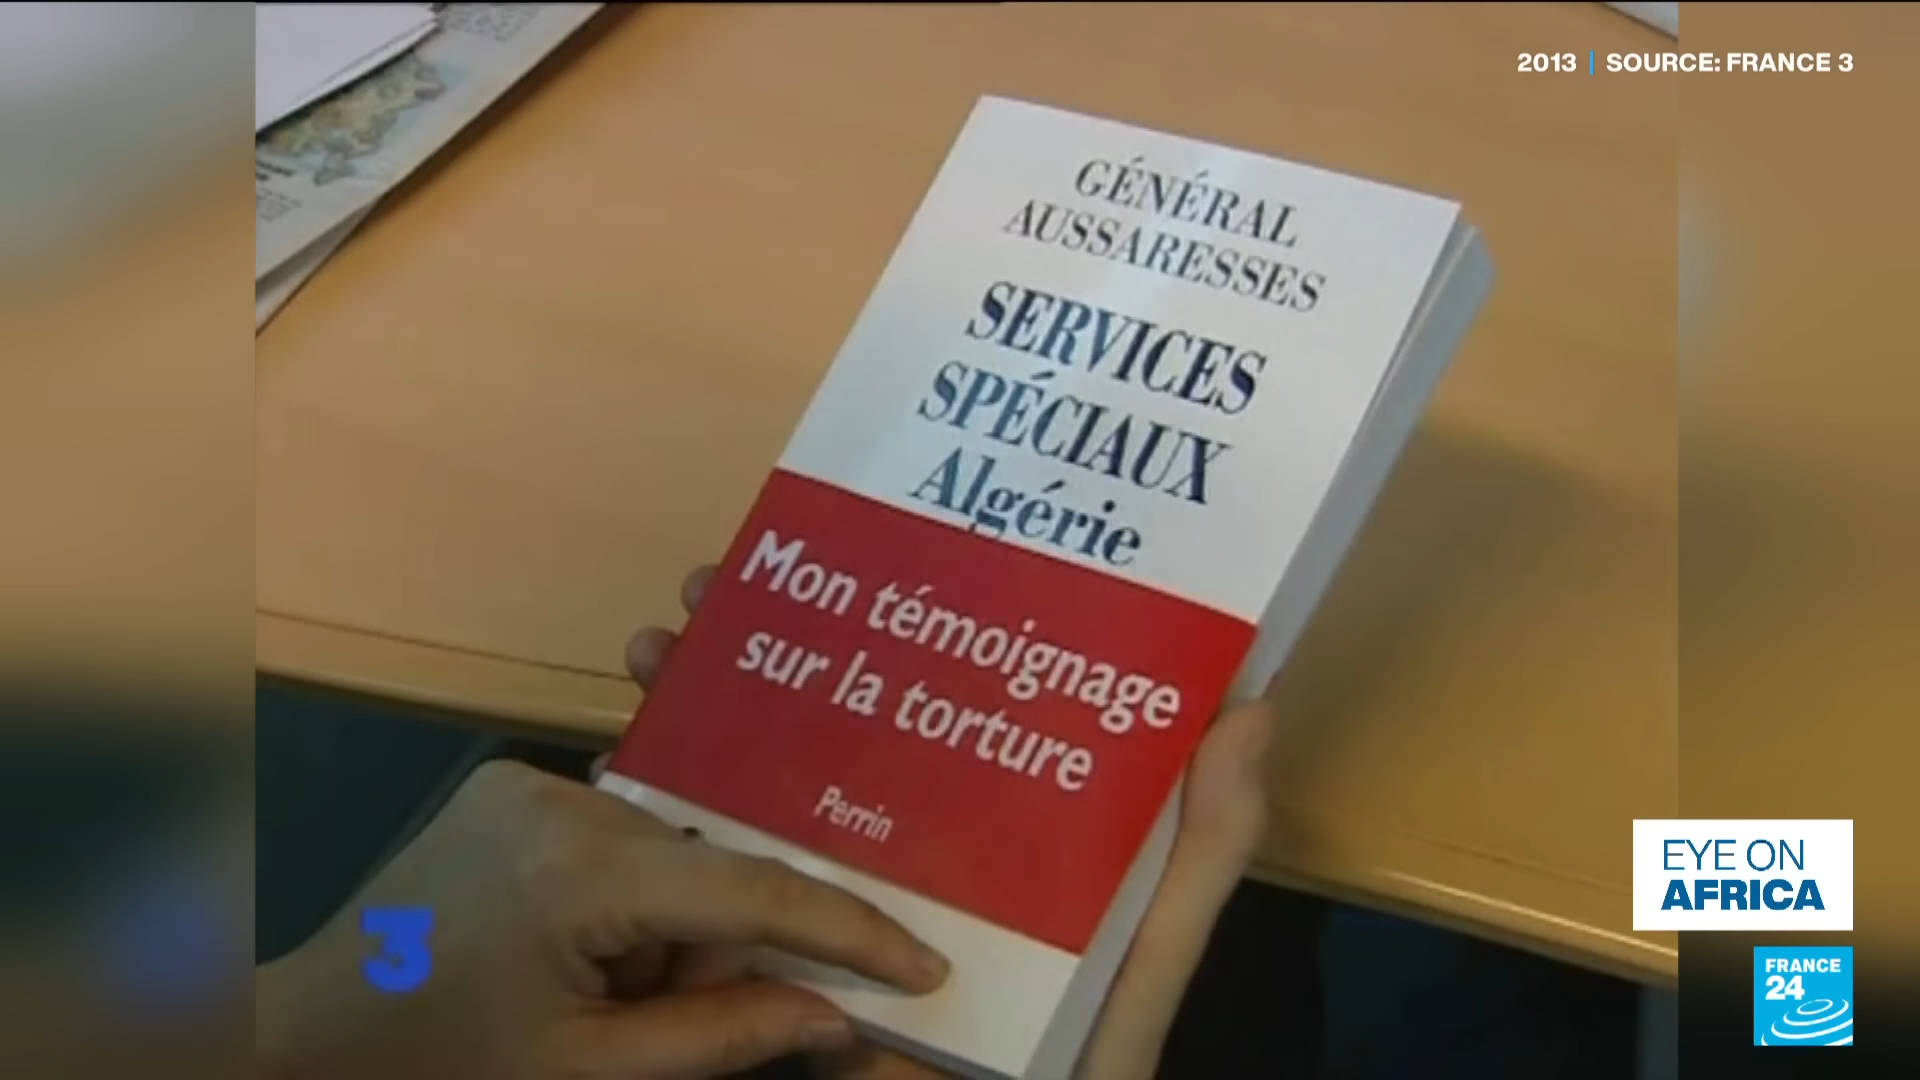 2013 | SOURCE: FRANCE 3
GÉNÉRAL
AUSSARESSES
SERVICES
SPÉCIAUX
Algérie
Mon témoignage
sur la torture
Perrin
3
EYE ON
AFRICA
FRANCE
24